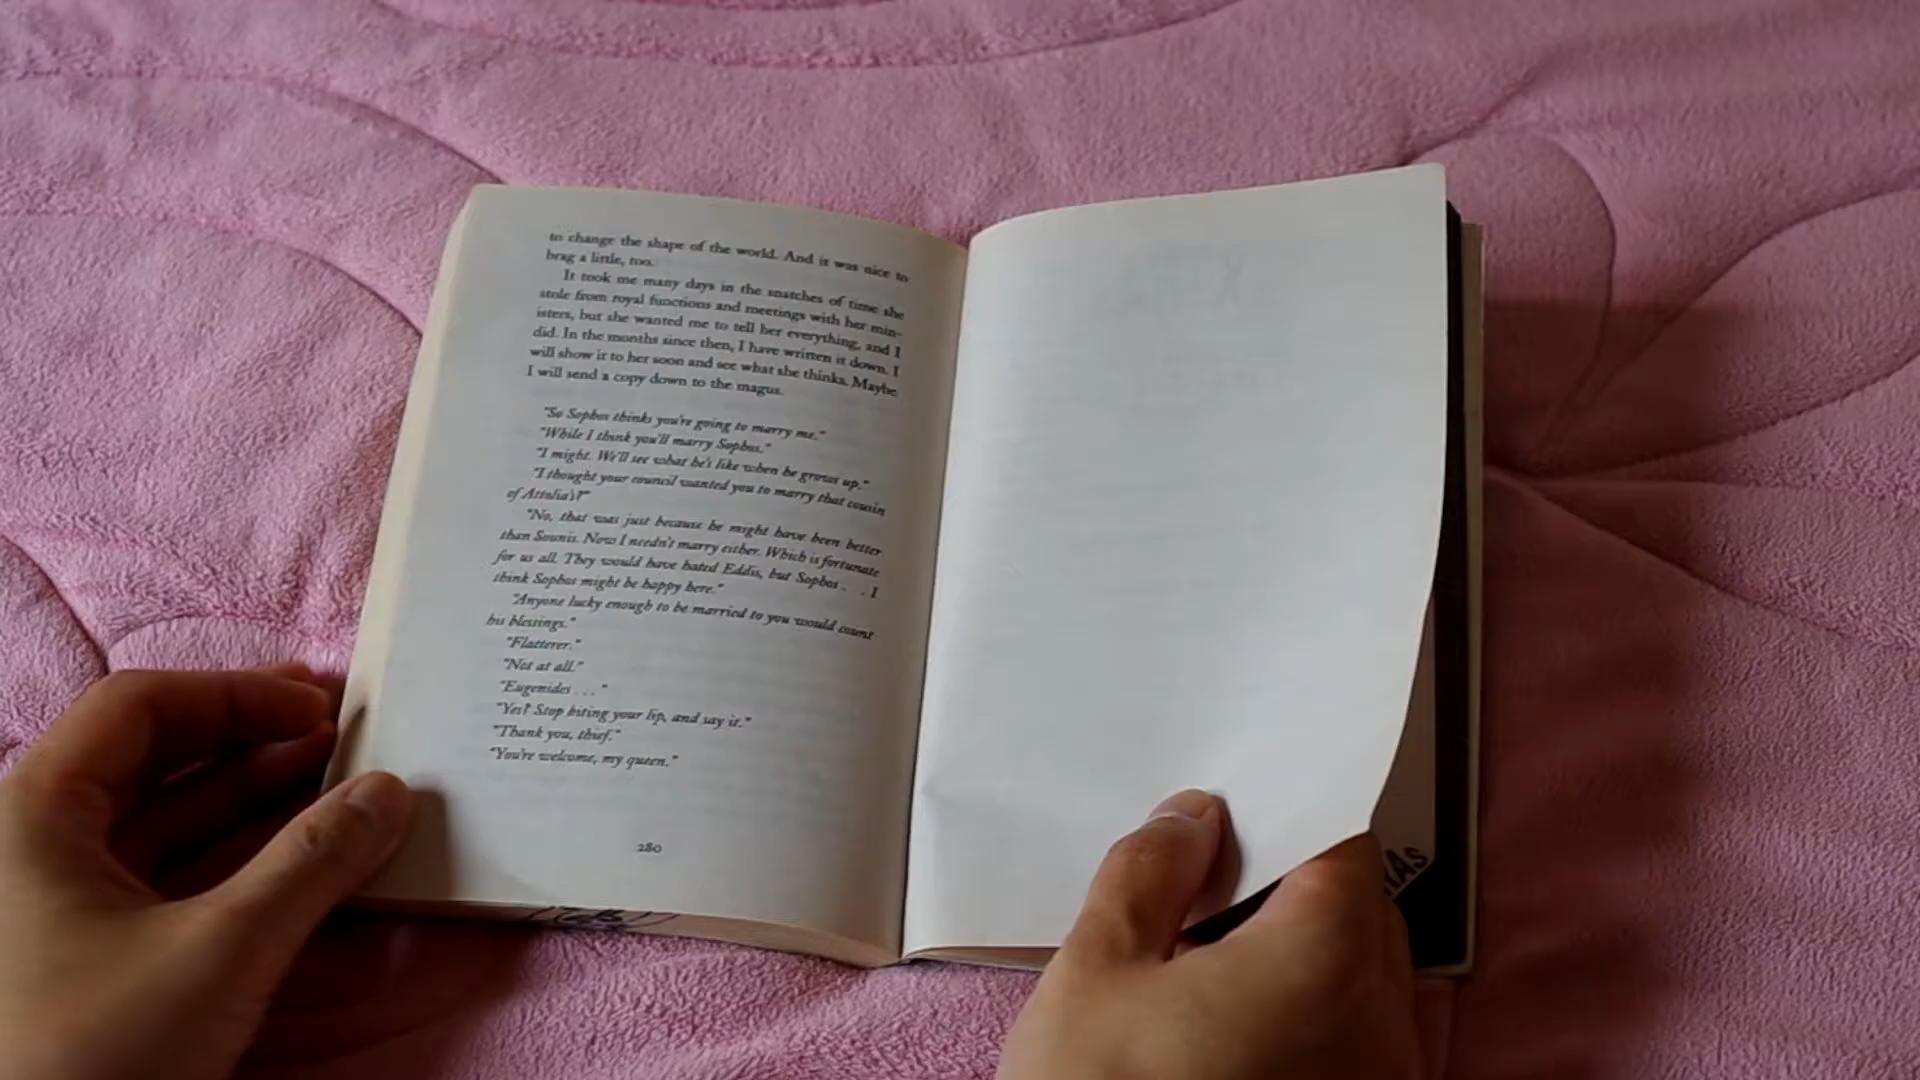 to change the shape of the world. And it was nice to
brag a little, too.
It took me many days in the snatches of time she
stole from royal functions and meetings with her min-
isters, but she wanted me to tell her everything, and I
did. In the months since then, I have written it down. I
will show it to her soon and see what she thinks. Maybe
I will send a copy down to the magus.
"So Sophos thinks you're going to marry me."
"While I think you'll marry Sophos."
"I might. We'll see what he's like when he grows up."
"I thought your council wanted you to marry that cousin
of Attolia's?"
"No, that was just because he might have been better
than Sounis. Now I needn't marry either. Which is fortunate
for us all. They would have hated Eddis, but Sophos . . . I
think Sophos might be happy here."
"Anyone lucky enough to be married to you would count
his blessings."
"Flatterer."
"Not at all."
"Eugenides . . . "
"Yes? Stop biting your lip, and say it."
"Thank you, thief."
"You're welcome, my queen."
280